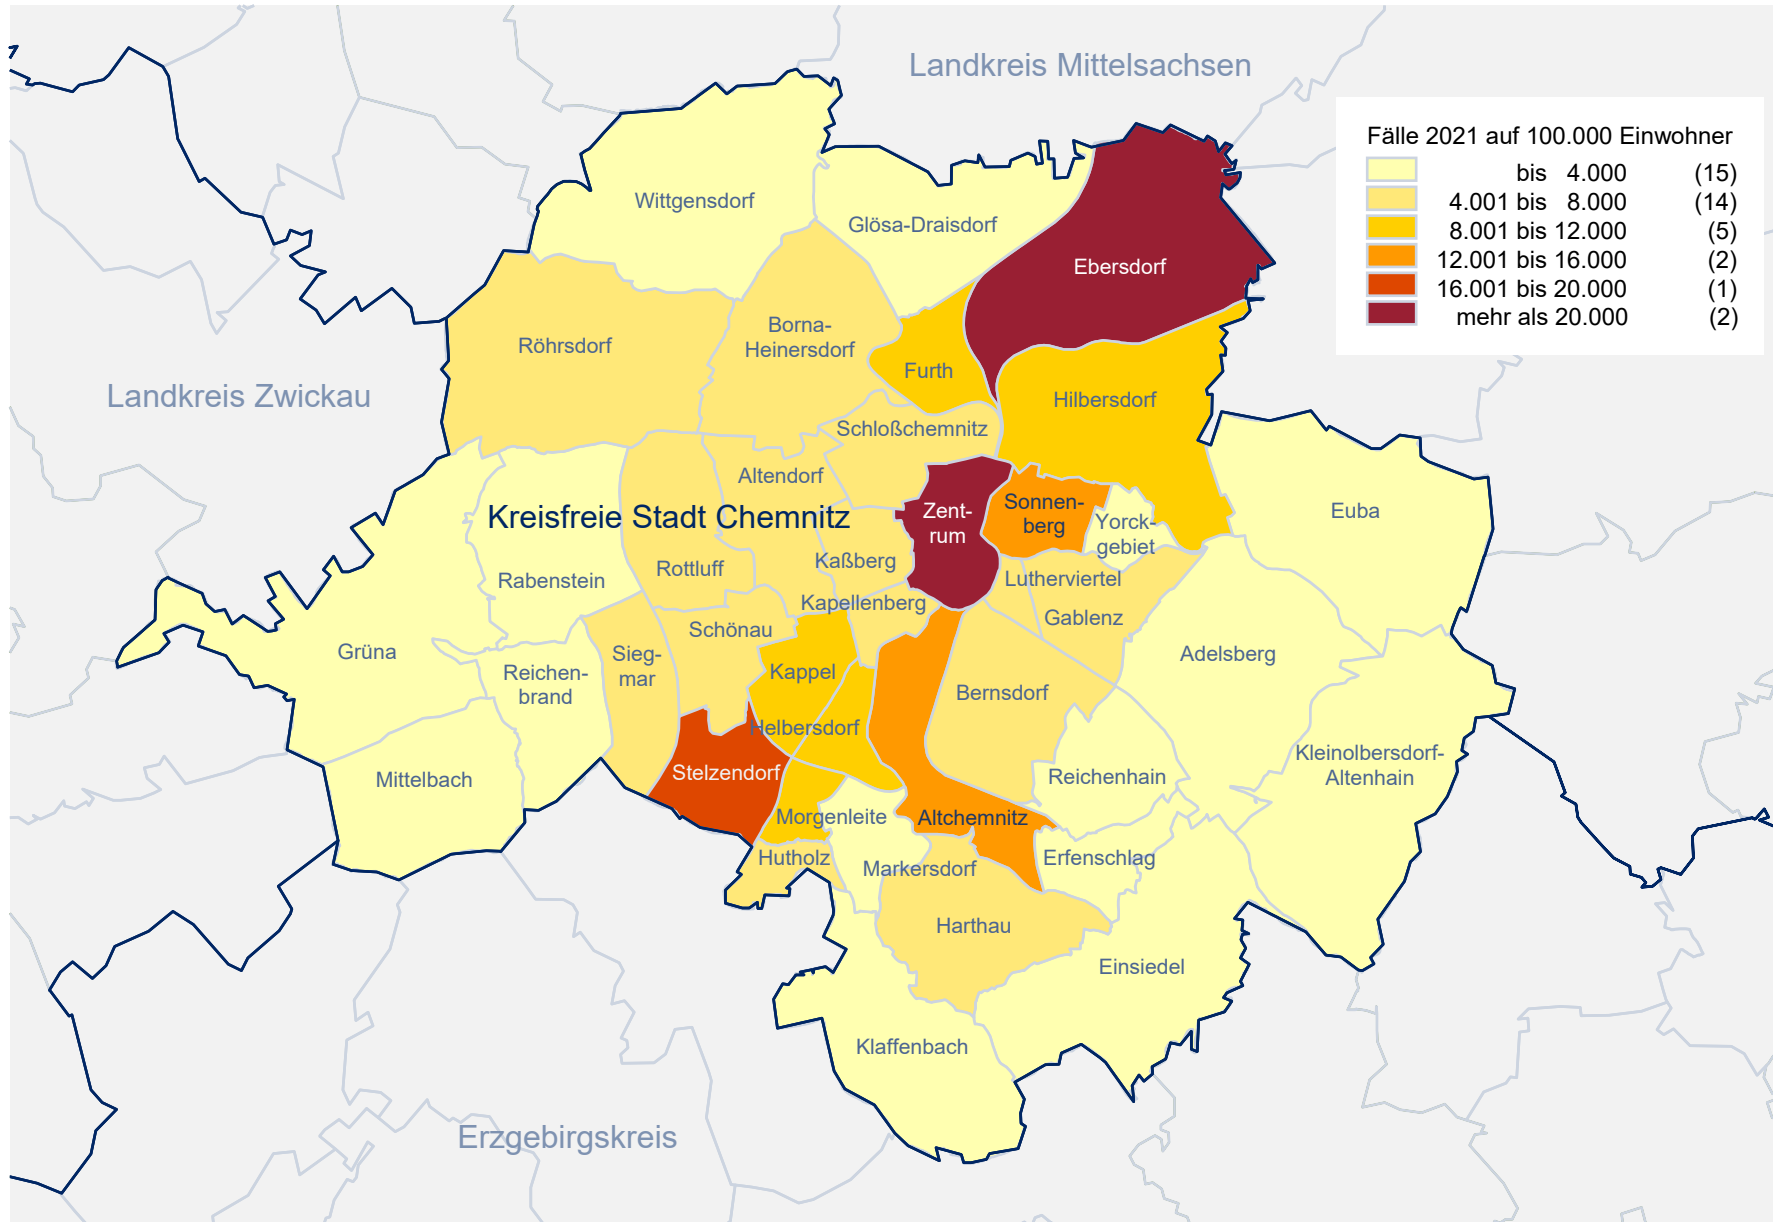 Landkreis Mittelsachsen
Fälle 2021 auf 100.000 Einwohner
bis 4.000 (15)
4.001 bis 8.000 (14)
8.001 bis 12.000 (5)
12.001 bis 16.000 (2)
16.001 bis 20.000 (1)
mehr als 20.000 (2)
Wittgensdorf
Glösa-Draisdorf
Ebersdorf
Röhrsdorf
Borna-
Heinersdorf
Furth
Hilbersdorf
Landkreis Zwickau
Schloßchemnitz
Altendorf
Kreisfreie Stadt Chemnitz
Zent-
rum
Sonnen-
berg
Yorck-
gebiet
Euba
Rabenstein
Rottluff
Kaßberg
Lutherviertel
Kapellenberg
Gablenz
Grüna
Schönau
Sieg-
mar
Adelsberg
Reichen-
brand
Kappel
Bernsdorf
Helbersdorf
Kleinolbersdorf-
Altenhain
Mittelbach
Stelzendorf
Reichenhain
Morgenleite
Altchemnitz
Hutholz
Markersdorf
Erfenschlag
Harthau
Einsiedel
Klaffenbach
Erzgebirgskreis